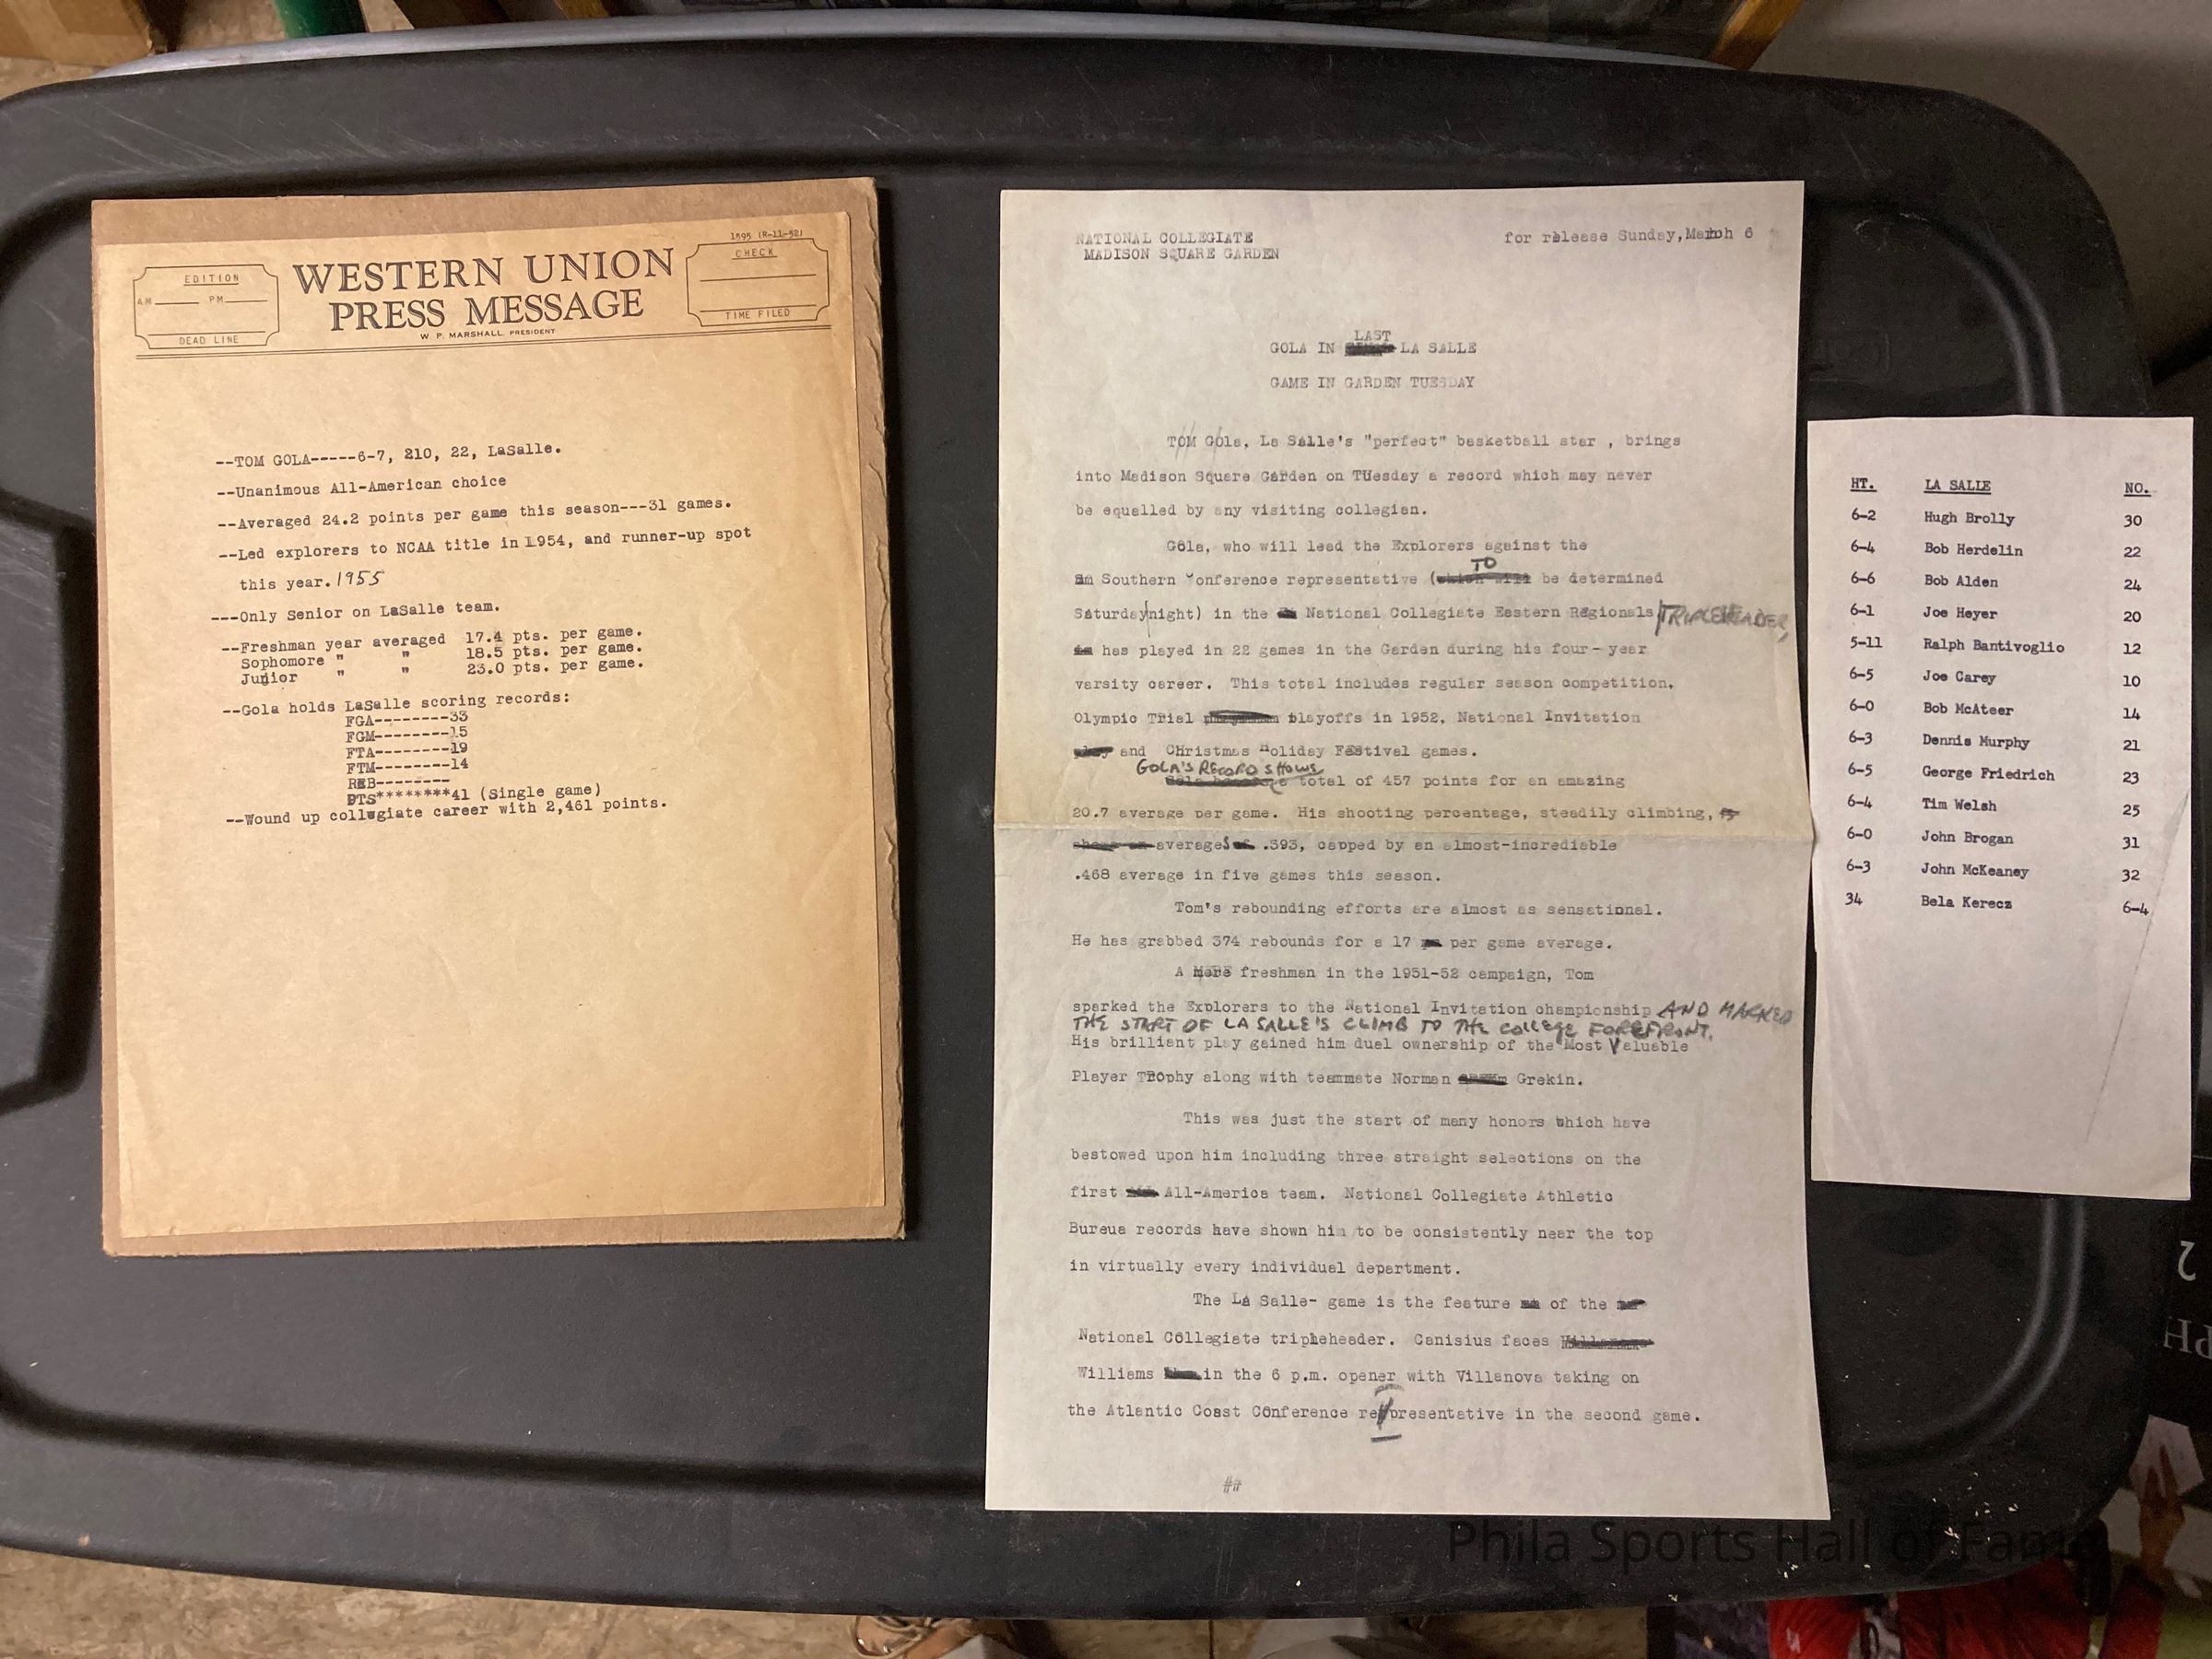 1595 (R-11-52)
EDITION
AM PM
DEAD LINE
WESTERN UNION
PRESS MESSAGE
W. P. MARSHALL, PRESIDENT
CHECK
TIME FILED
--TOM GOLA-----6-7, 210, 22, LaSalle.
--Unanimous All-American choice
--Averaged 24.2 points per game this season---31 games.
--Led explorers to NCAA title in 1954, and runner-up spot
this year. 1955
---Only Senior on LaSalle team.
--Freshman year averaged 17.4 pts. per game.
Sophomore " " 18.5 pts. per game.
Junior " " 23.0 pts. per game.
--Gola holds LaSalle scoring records:
FGA--------33
FGM--------15
FTA--------19
FTM--------14
REB--------
PTS********41 (Single game)
--Wound up collegiate career with 2,461 points.
NATIONAL COLLEGIATE
MADISON SQUARE GARDEN
for release Sunday,March 6
LAST
GOLA IN LA SALLE
GAME IN GARDEN TUESDAY
TOM Gola, La Salle's "perfect" basketball star , brings
into Madison Square Garden on Tuesday a record which may never
be equelled by any visiting collegian.
Gola, who will lead the Explorers against the
TO
Southern Conference representative ( be determined
Saturday night) in the National Collegiate Eastern Regionals TRIPLEHEADER,
has played in 22 games in the Garden during his four-year
varsity career. This total includes regular season competition,
Olympic Trial playoffs in 1952, National Invitation
and Christmas Holiday Festival games.
GOLA'S RECORD SHOWS
a total of 457 points for an amazing
20.7 average per game. His shooting percentage, steadily climbing,
averages .393, capped by an almost-incrediable
.468 average in five games this season.
Tom's rebounding efforts are almost as sensational.
He has grabbed 374 rebounds for a 17 per game average.
A mere freshman in the 1951-52 campaign, Tom
sparked the Explorers to the National Invitation championship AND MARKED
THE START OF LA SALLE'S CLIMB TO THE COLLEGE FOREFRONT.
His brilliant play gained him duel ownership of the Most Valuable
Player Trophy along with teammate Norman Grekin.
This was just the start of many honors which have
bestowed upon him including three straight selections on the
first All-America team. National Collegiate Athletic
Bureua records have shown him to be consistently near the top
in virtually every individual department.
The La Salle- game is the feature of the
National Collegiate tripleheader. Canisius faces
Williams in the 6 p.m. opener with Villanova taking on
the Atlantic Coast Conference representative in the second game.
##
HT. LA SALLE NO.
6-2 Hugh Brolly 30
6-4 Bob Herdelin 22
6-6 Bob Alden 24
6-1 Joe Heyer 20
5-11 Ralph Bantivoglio 12
6-5 Joe Carey 10
6-0 Bob McAteer 14
6-3 Dennis Murphy 21
6-5 George Friedrich 23
6-4 Tim Welsh 25
6-0 John Brogan 31
6-3 John McKeaney 32
34 Bela Kerecz 6-4
Phila Sports Hall of Fame